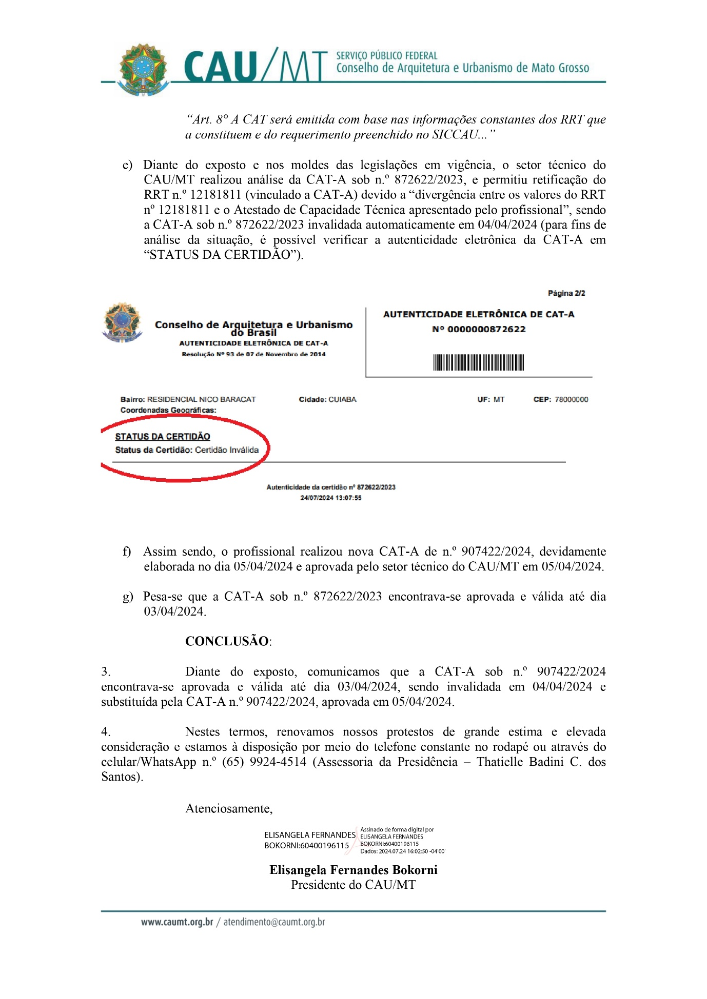 CAU/MT
SERVIÇO PÚBLICO FEDERAL
Conselho de Arquitetura e Urbanismo de Mato Grosso
“Art. 8° A CAT será emitida com base nas informações constantes dos RRT que
a constituem e do requerimento preenchido no SICCAU...”
e) Diante do exposto e nos moldes das legislações em vigência, o setor técnico do
CAU/MT realizou análise da CAT-A sob n.º 872622/2023, e permitiu retificação do
RRT n.º 12181811 (vinculado a CAT-A) devido a “divergência entre os valores do RRT
nº 12181811 e o Atestado de Capacidade Técnica apresentado pelo profissional”, sendo
a CAT-A sob n.º 872622/2023 invalidada automaticamente em 04/04/2024 (para fins de
análise da situação, é possível verificar a autenticidade eletrônica da CAT-A em
“STATUS DA CERTIDÃO”).
Página 2/2
Conselho de Arquitetura e Urbanismo
do Brasil
AUTENTICIDADE ELETRÔNICA DE CAT-A
Resolução Nº 93 de 07 de Novembro de 2014
AUTENTICIDADE ELETRÔNICA DE CAT-A
Nº 0000000872622
Bairro: RESIDENCIAL NICO BARACAT Cidade: CUIABA UF: MT CEP: 78000000
Coordenadas Geográficas:
STATUS DA CERTIDÃO
Status da Certidão: Certidão Inválida
Autenticidade da certidão nº 872622/2023
24/07/2024 13:07:55
f) Assim sendo, o profissional realizou nova CAT-A de n.º 907422/2024, devidamente
elaborada no dia 05/04/2024 e aprovada pelo setor técnico do CAU/MT em 05/04/2024.
g) Pesa-se que a CAT-A sob n.º 872622/2023 encontrava-se aprovada e válida até dia
03/04/2024.
CONCLUSÃO:
3. Diante do exposto, comunicamos que a CAT-A sob n.º 907422/2024
encontrava-se aprovada e válida até dia 03/04/2024, sendo invalidada em 04/04/2024 e
substituída pela CAT-A n.º 907422/2024, aprovada em 05/04/2024.
4. Nestes termos, renovamos nossos protestos de grande estima e elevada
consideração e estamos à disposição por meio do telefone constante no rodapé ou através do
celular/WhatsApp n.º (65) 9924-4514 (Assessoria da Presidência – Thatielle Badini C. dos
Santos).
Atenciosamente,
ELISANGELA FERNANDES
BOKORNI:60400196115
Assinado de forma digital por
ELISANGELA FERNANDES
BOKORNI:60400196115
Dados: 2024.07.24 16:02:50 -04'00'
Elisangela Fernandes Bokorni
Presidente do CAU/MT
www.caumt.org.br / atendimento@caumt.org.br